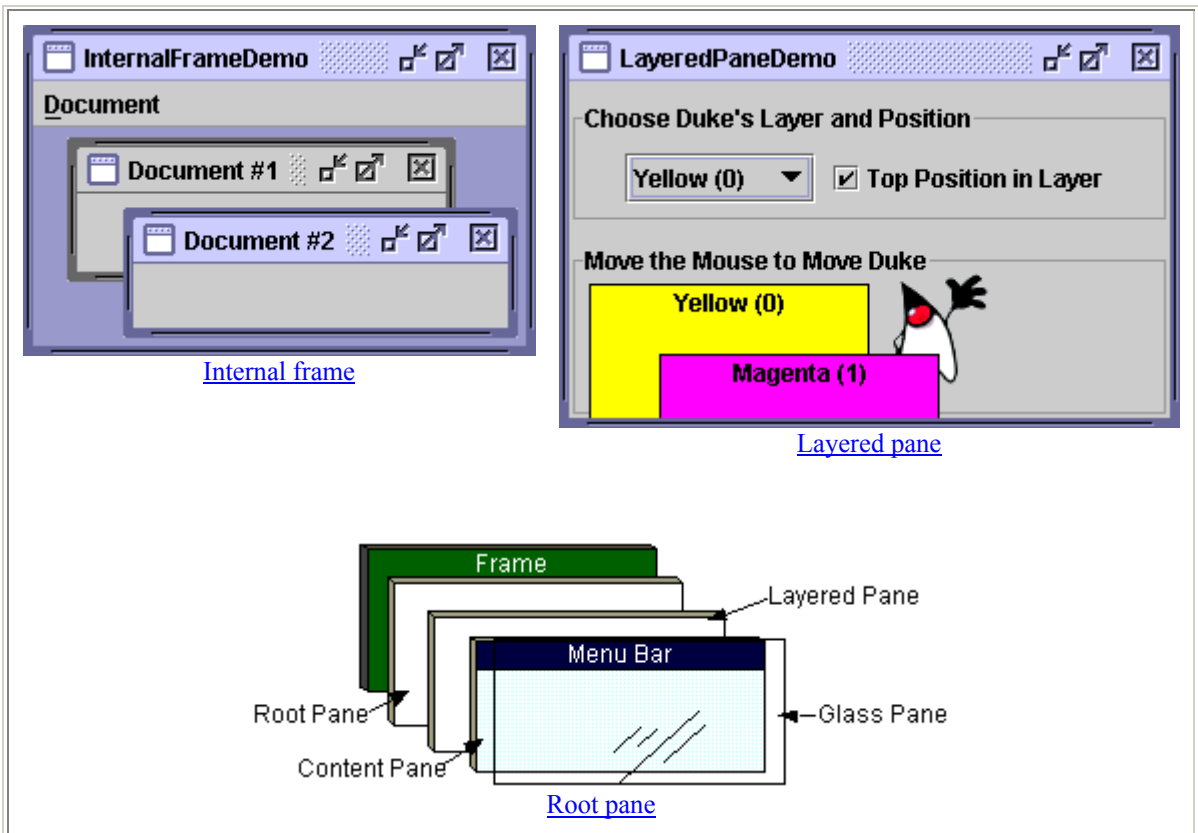 InternalFrameDemo
Document
Document #1
Document #2
Internal frame
LayeredPaneDemo
Choose Duke's Layer and Position
Yellow (0)
Top Position in Layer
Move the Mouse to Move Duke
Yellow (0)
Magenta (1)
Layered pane
Frame
Layered Pane
Menu Bar
Root Pane
Glass Pane
Content Pane
Root pane